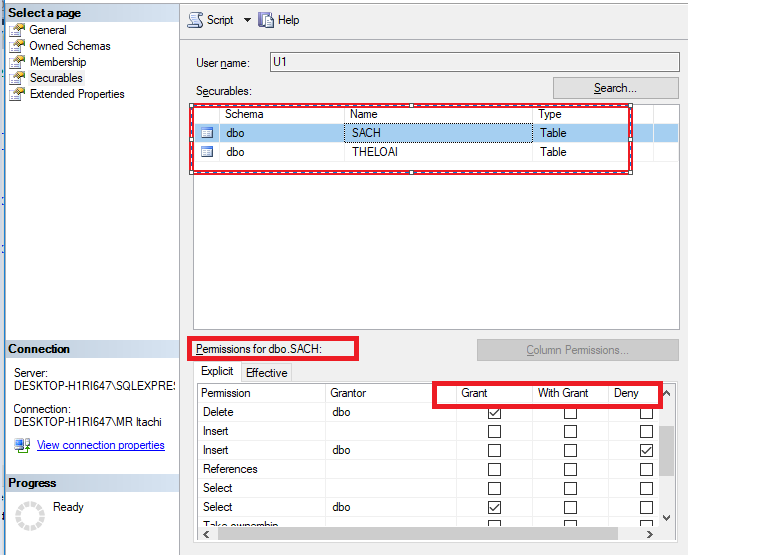 Select a page
General
Owned Schemas
Membership
Securables
Extended Properties
Connection
Server:
DESKTOP-H1RI647\SQLEXPRES
Connection:
DESKTOP-H1RI647\MR Itachi
View connection properties
Progress
Ready
Script Help
User name: U1
Securables: Search...
Schema Name Type
dbo SACH Table
dbo THELOAI Table
Permissions for dbo.SACH: Column Permissions...
Explicit Effective
Permission Grantor Grant With Grant Deny
Delete dbo
Insert
Insert dbo
References
Select
Select dbo
Take ownership